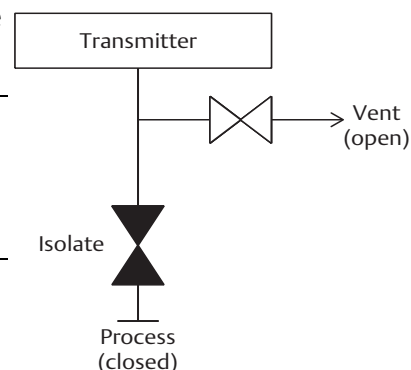 e
Transmitter
Vent
(open)
Isolate
Process
(closed)